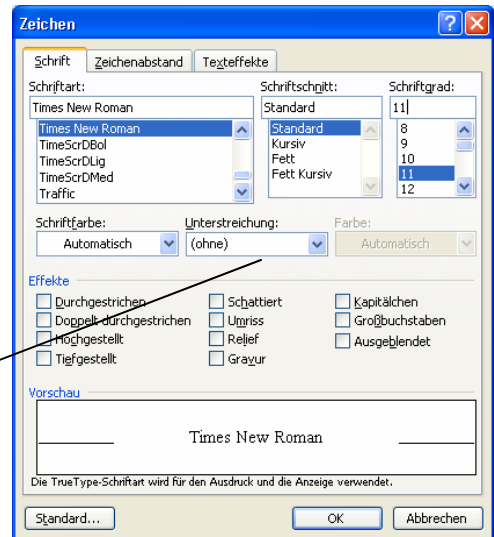 Zeichen
Schrift Zeichenabstand Texteffekte
Schriftart: Schriftschnitt: Schriftgrad:
Times New Roman Standard 11
Times New Roman Standard 8
TimeScrDBol Kursiv 9
TimeScrDLig Fett 10
TimeScrDMed Fett Kursiv 11
Traffic 12
Schriftfarbe: Unterstreichung: Farbe:
Automatisch (ohne) Automatisch
Effekte
Durchgestrichen Schattiert Kapitälchen
Doppelt durchgestrichen Umriss Großbuchstaben
Hochgestellt Relief Ausgeblendet
Tiefgestellt Gravur
Vorschau
Times New Roman
Die TrueType-Schriftart wird für den Ausdruck und die Anzeige verwendet.
Standard... OK Abbrechen